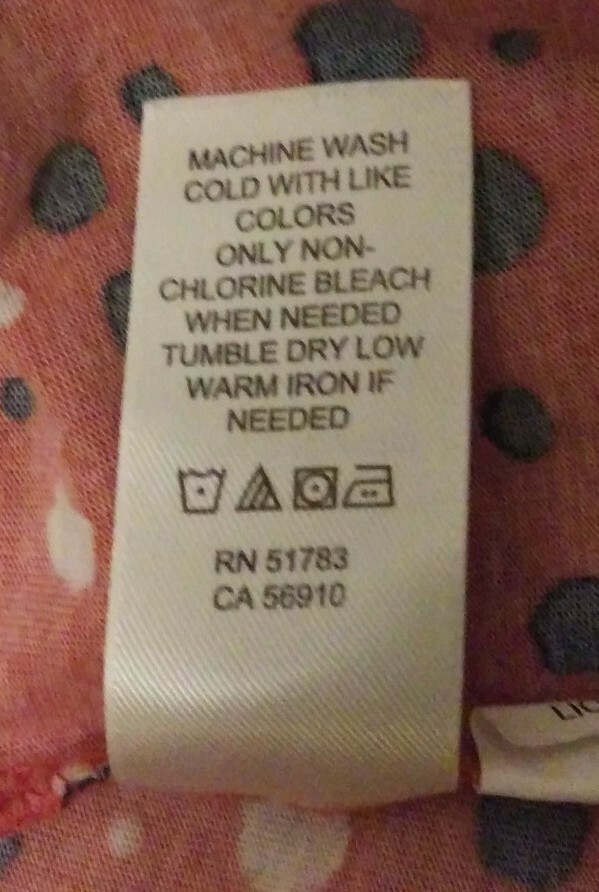 MACHINE WASH
COLD WITH LIKE
COLORS
ONLY NON-
CHLORINE BLEACH
WHEN NEEDED
TUMBLE DRY LOW
WARM IRON IF
NEEDED
RN 51783
CA 56910